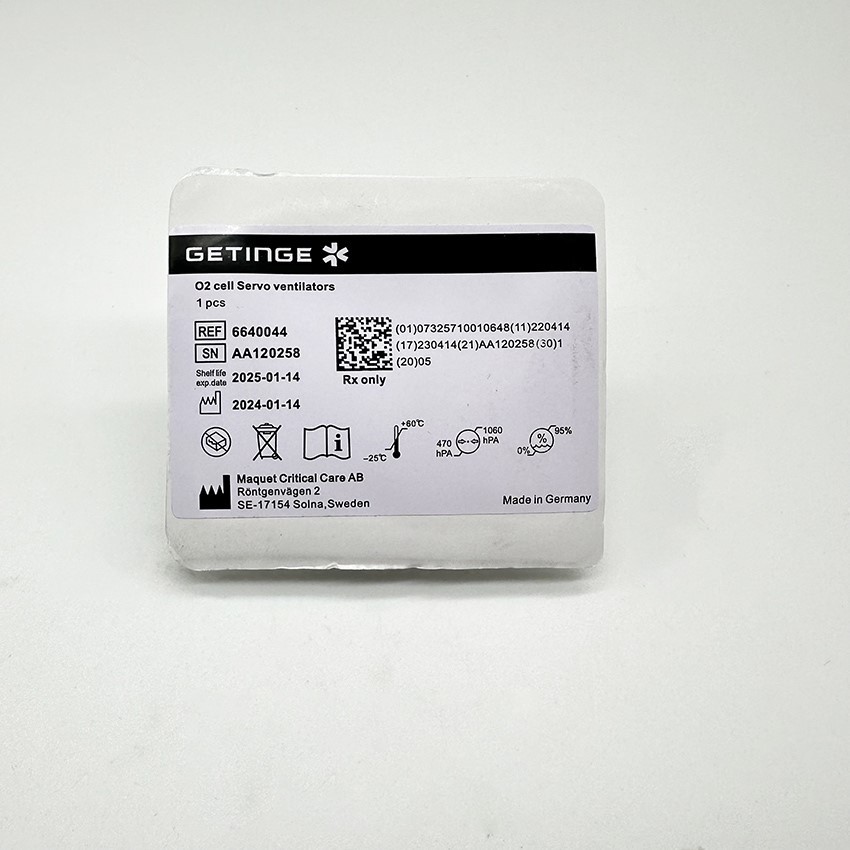 GETINGE
O2 cell Servo ventilators
1 pcs
REF 6640044
SN AA120258
Shelf life
exp.date 2025-01-14
2024-01-14
(01)07325710010648(11)220414
(17)230414(21)AA120258(30)1
(20)05
Rx only
+60℃
-25℃
1060
hPA
470
hPA
95%
%
0%
Maquet Critical Care AB
Röntgenvägen 2
SE-17154 Solna,Sweden
Made in Germany